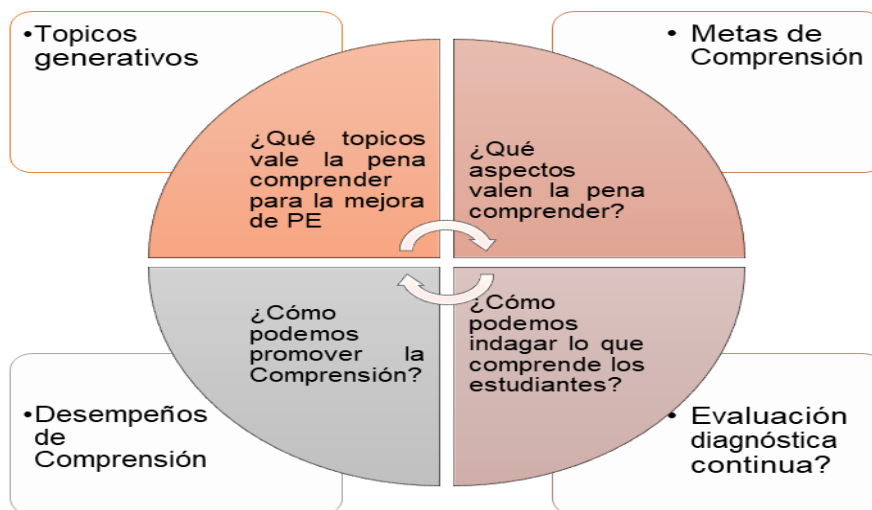 •Topicos
generativos
• Metas de
Comprensión
¿Qué topicos
vale la pena
comprender
para la mejora
de PE
¿Qué
aspectos
valen la pena
comprender?
¿Cómo
podemos
promover la
Comprensión?
¿Cómo
podemos
indagar lo que
comprende los
estudiantes?
•Desempeños
de
Comprensión
• Evaluación
diagnóstica
continua?